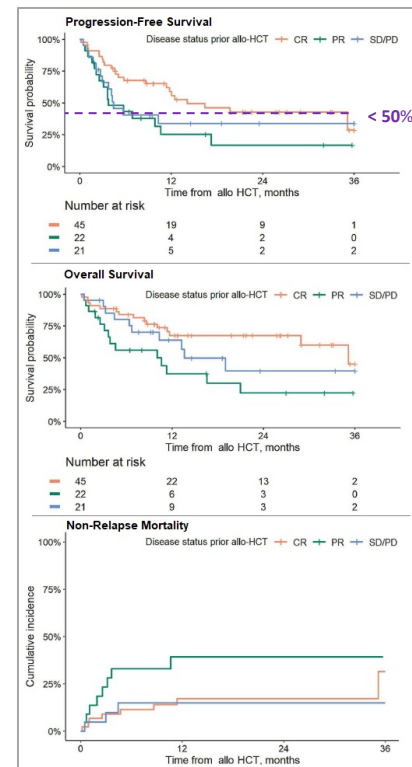 Progression-Free Survival
Disease status prior allo-HCT CR PR SD/PD
100%
75%
50%
25%
0%
Survival probability
< 50%
0 12 24 36
Time from allo HCT, months
Number at risk
45 19 9 1
22 4 2 0
21 5 2 2
Overall Survival
Disease status prior allo-HCT CR PR SD/PD
100%
75%
50%
25%
0%
Survival probability
0 12 24 36
Time from allo HCT, months
Number at risk
45 22 13 2
22 6 3 0
21 9 3 2
Non-Relapse Mortality
Disease status prior allo-HCT CR PR SD/PD
100%
75%
50%
25%
0%
Cumulative incidence
0 12 24 36
Time from allo HCT, months